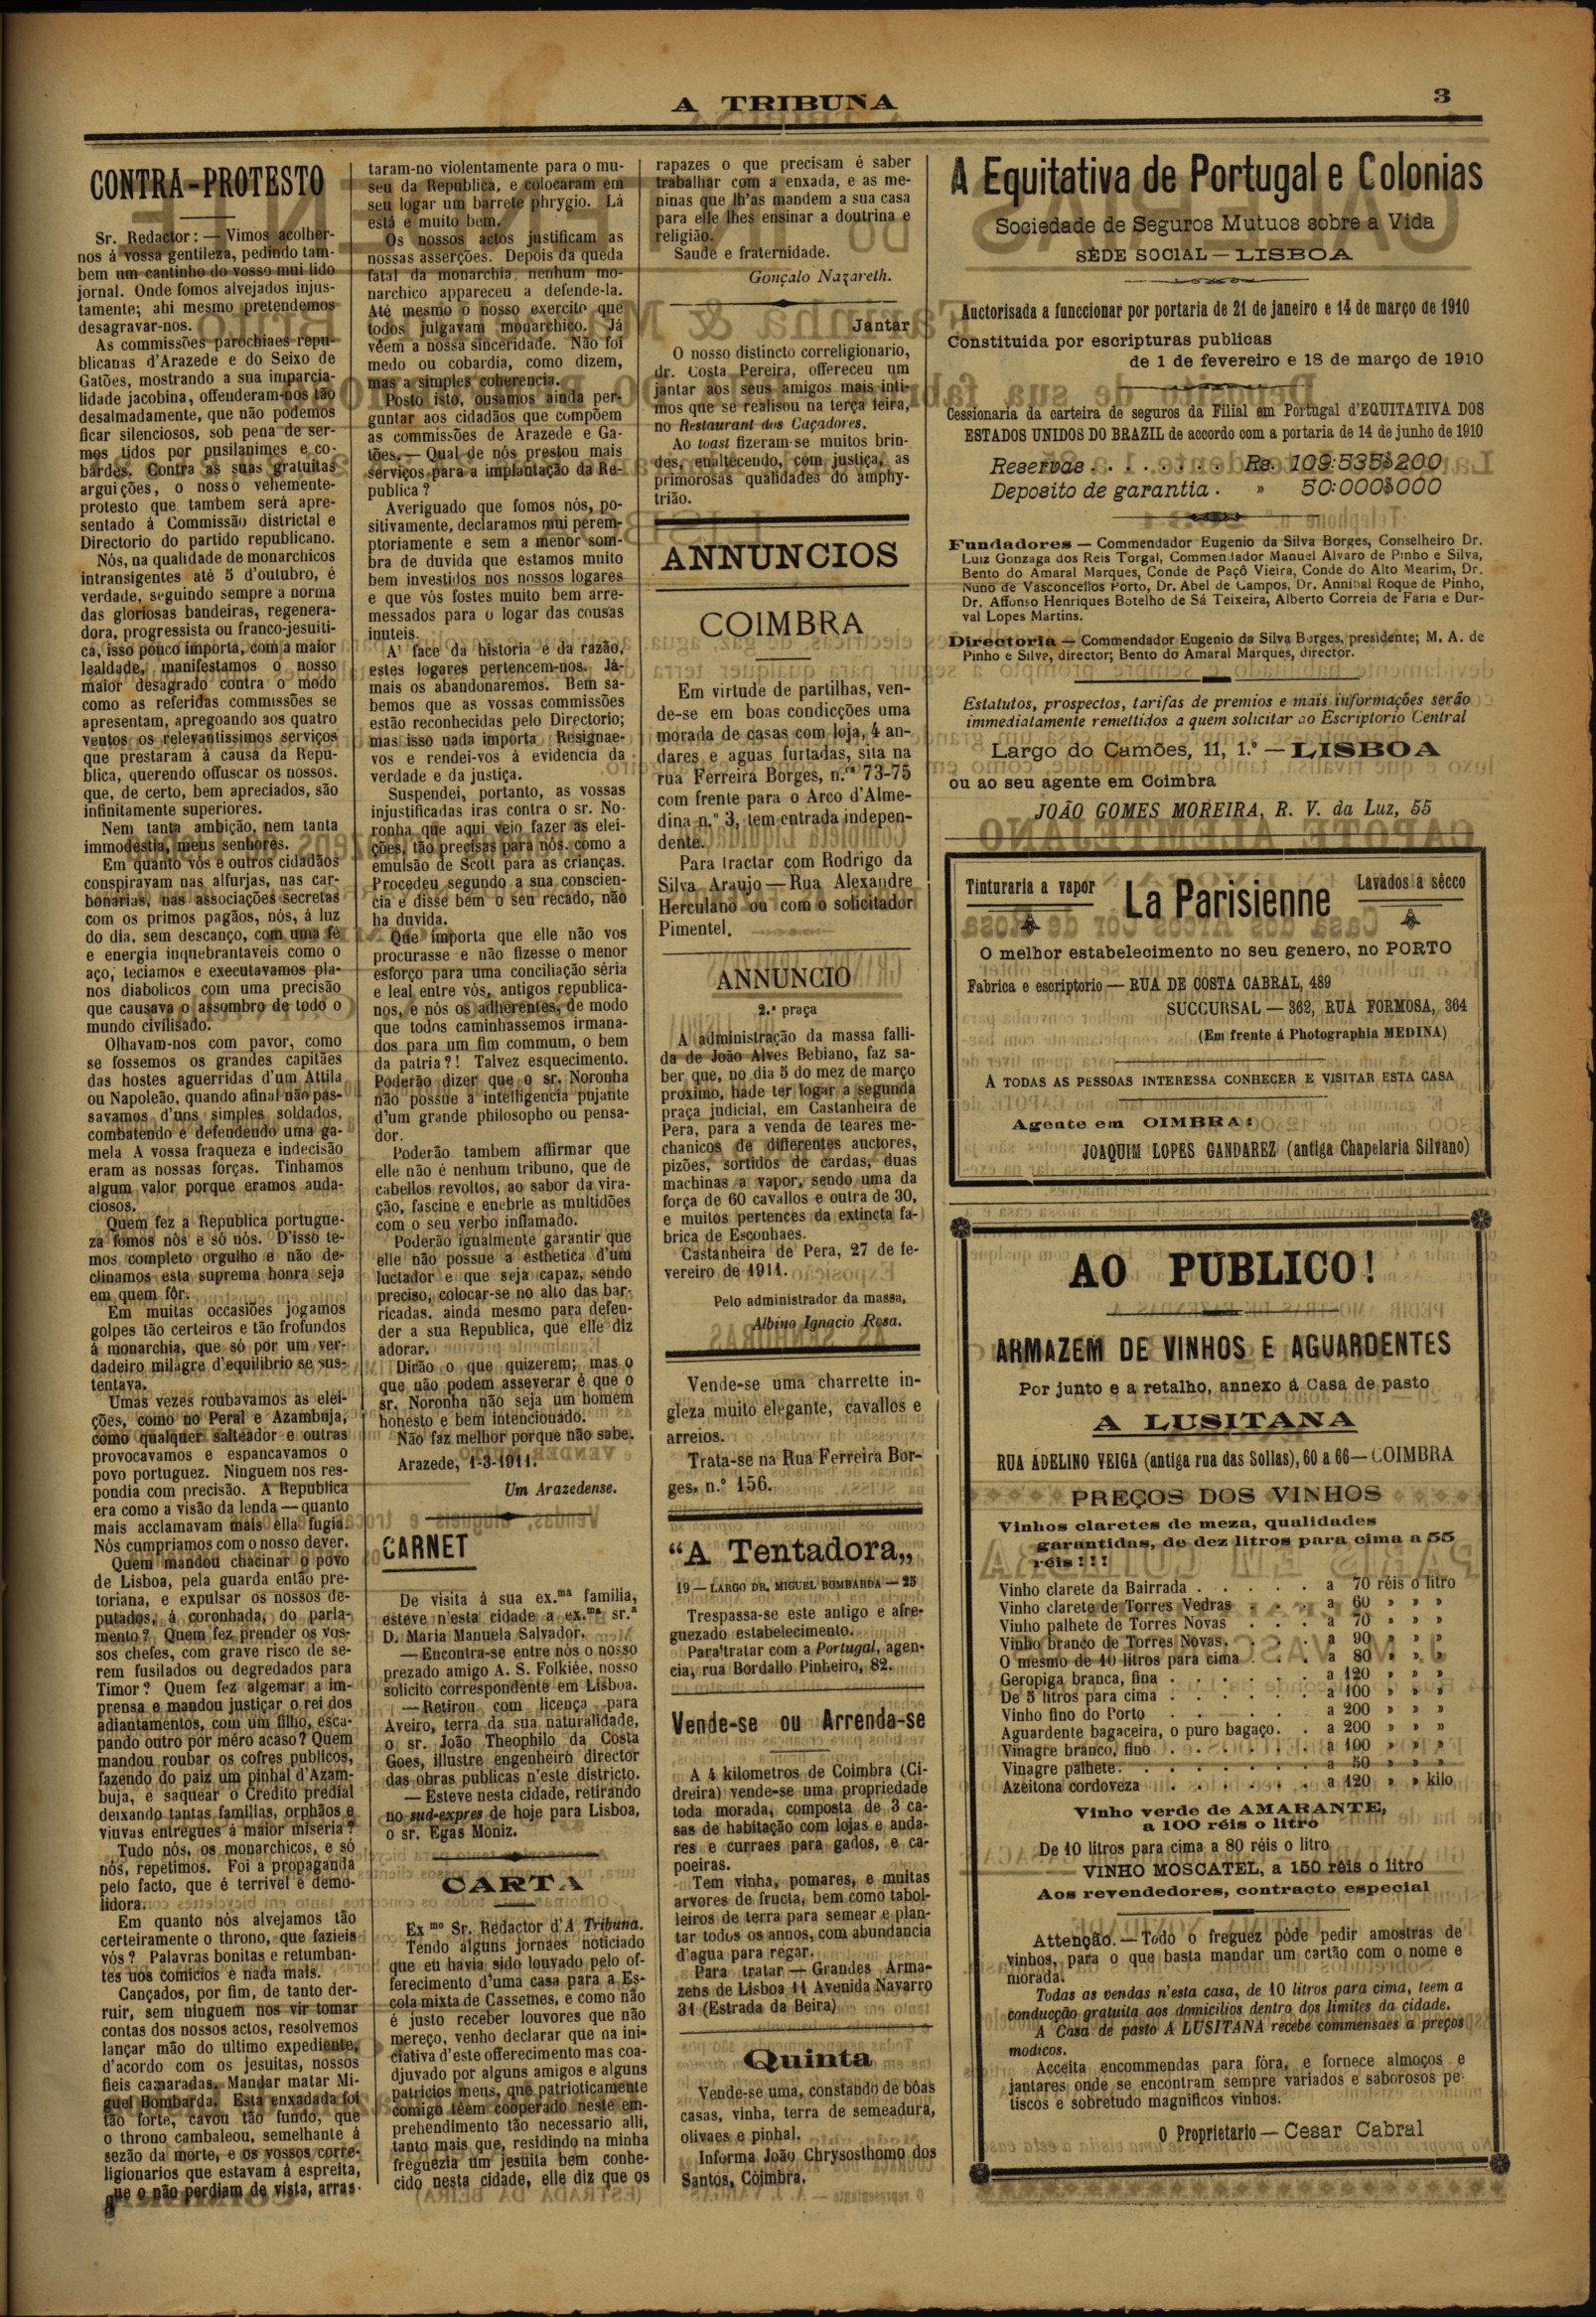 A TRIBUNA
3
CONTRA-PROTESTO
Sr. Redactor: — Vimos acolher-
nos á vossa gentileza, pedindo tam-
bem um cantinho do vosso mui lido
jornal. Onde fomos alvejados injus-
tamente; ahi mesmo pretendemos
desagravar-nos.
As commissões parochiaes repu-
blicanas d'Arazede e do Seixo de
Gatões, mostrando a sua imparcia-
lidade jacobina, offenderam-nos tão
desalmadamente, que não podemos
ficar silenciosos, sob pena de ser-
mos tidos por pusilanimes e co-
bardes. Contra as suas gratuitas
arguições, o nosso vehemente-
protesto que tambem será apre-
sentado á Commissão districtal e
Directorio do partido republicano.
Nós, na qualidade de monarchicos
intransigentes até 5 d'outubro, é
verdade, seguindo sempre a norma
das gloriosas bandeiras, regenera-
dora, progressista ou franco-jesuiti-
ca, isso pouco importa, com a maior
lealdade, manifestamos o nosso
maior desagrado contra o modo
como as referidas commissões se
apresentam, apregoando aos quatro
ventos os relevantissimos serviços
que prestaram á causa da Repu-
blica, querendo offuscar os nossos.
que, de certo, bem apreciados, são
infinitamente superiores.
Nem tanta ambição, nem tanta
immodestia, meus senhores.
Em quanto vós e outros cidadãos
conspiravam nas alfurjas, nas car-
bonarias, nas associações secretas
com os primos pagãos, nós, á luz
do dia, sem descanço, com uma fé
e energia inquebrantaveis como o
aço, teciamos e executavamos pla-
nos diabolicos com uma precisão
que causava o assombro de todo o
mundo civilisado.
Olhavam-nos com pavor, como
se fossemos os grandes capitães
das hostes aguerridas d'um Attila
ou Napoleão, quando afinal não pas-
savamos d'uns simples soldados,
combatendo e defendendo uma ga-
mela A vossa fraqueza e indecisão
eram as nossas forças. Tinhamos
algum valor porque eramos auda-
ciosos.
Quem fez a Republica portugue-
za fomos nós e só nós. D'isso te-
mos completo orgulho e não de-
clinamos esta suprema honra seja
em quem fôr.
Em muitas occasiões jogamos
golpes tão certeiros e tão frofundos
á monarchia, que só por um ver-
dadeiro milagre d'equilibrio se sus-
tentava.
Umas vezes roubavamos as elei-
ções, como no Peral e Azambuja,
como qualquer salteador e outras
provocavamos e espancavamos o
povo portuguez. Ninguem nos res-
pondia com precisão. A Republica
era como a visão da lenda — quanto
mais acclamavam mais ella fugia.
Nós cumpriamos com o nosso dever.
Quem mandou chacinar o povo
de Lisboa, pela guarda então pre-
toriana, e expulsar os nossos de-
putados, á coronhada, do parla-
mento? Quem fez prender os vos-
sos chefes, com grave risco de se-
rem fusilados ou degredados para
Timor? Quem fez algemar a im-
prensa e mandou justiçar o rei dos
adiantamentos, com um filho, esca-
pando outro por méro acaso? Quem
mandou roubar os cofres publicos,
fazendo do paiz um pinhal d'Azam-
buja, e saquear o Credito predial
deixando tantas familias, orphãos e
viuvas entregues á maior miseria?
Tudo nós, os monarchicos, e só
nós, repetimos. Foi a propaganda
pelo facto, que é terrivel e demo-
lidora.
Em quanto nós alvejamos tão
certeiramente o throno, que fazieis
vós? Palavras bonitas e retumban-
tes nos comicios e nada mais.
Cançados, por fim, de tanto der-
ruir, sem ninguem nos vir tomar
contas dos nossos actos, resolvemos
lançar mão do ultimo expediente,
d'acordo com os jesuitas, nossos
fieis camaradas. Mandar matar Mi-
guel Bombarda. Esta enxadada foi
tão forte, cavou tão fundo, que
o throno cambaleou, semelhante á
sezão da morte, e os vossos corre-
ligionarios que estavam á espreita,
que o não perdiam de vista, arras-
taram-no violentamente para o mu-
seu da Republica, e colocaram em
seu logar um barrete phrygio. Lá
está e muito bem.
Os nossos actos justificam as
nossas asserções. Depois da quéda
fatal da monarchia, nenhum mo-
narchico appareceu a defende-la.
Até mesmo o nosso exercito que
todos julgavam monarchico. Já
vêem a nossa sinceridade. Não foi
medo ou cobardia, como dizem,
mas a simples coherencia.
Posto isto, ousamos ainda per-
guntar aos cidadãos que compõem
as commissões de Arazede e Ga-
tões. — Qual de nós prestou mais
serviços para a implantação da Re-
publica?
Averiguado que fomos nós, po-
sitivamente, declaramos mui perem-
ptoriamente e sem a menor som-
bra de duvida que estamos muito
bem investidos nos nossos logares
e que vós fostes muito bem arre-
messados para o logar das cousas
inuteis.
A' face da historia e da razão,
estes logares pertencem-nos. Já-
mais os abandonaremos. Bem sa-
bemos que as vossas commissões
estão reconhecidas pelo Directorio;
mas isso nada importa Resignae-
vos e rendei-vos á evidencia da
verdade e da justiça.
Suspendei, portanto, as vossas
injustificadas iras contra o sr. No-
ronha que aqui veio fazer as elei-
ções, tão precisas para nós. como a
emulsão de Scott para as crianças.
Procedeu segundo a sua conscien-
cia e disse bem o seu recado, não
ha duvida.
Que importa que elle não vos
procurasse e não fizesse o menor
esforço para uma conciliação séria
e leal entre vós, antigos republica-
nos, e nós os adherentes, de modo
que todos caminhassemos irmana-
dos para um fim commum, o bem
da patria?! Talvez esquecimento.
Poderão dizer que o sr. Noronha
não possue a intelligencia pujante
d'um grande philosopho ou pensa-
dor.
Poderão tambem affirmar que
elle não é nenhum tribuno, que de
cabellos revoltos, ao sabor da vira-
ção, fascine e enebrie as multidões
com o seu verbo inflamado.
Poderão igualmente garantir que
elle não possue a esthetica d'um
luctador e que seja capaz, sendo
preciso, colocar-se no alto das bar-
ricadas. ainda mesmo para defen-
der a sua Republica, que elle diz
adorar.
Dirão o que quizerem; mas o
que não podem asseverar é que o
sr. Noronha não seja um homem
honesto e bem intencionado.
Não faz melhor porque não sabe.
Arazede, 1-3-1911.
Um Arazedense.
CARNET
De visita á sua ex.ma familia,
esteve n'esta cidade a ex.ma sr.a
D. Maria Manuela Salvador.
— Encontra-se entre nós o nosso
prezado amigo A. S. Folkiée, nosso
solicito correspondente em Lisboa.
— Retirou com licença para
Aveiro, terra da sua naturalidade,
o sr. João Theophilo da Costa
Goes, illustre engenheiro director
das obras publicas n'este districto.
— Esteve nesta cidade, retirando
no sud-expres de hoje para Lisboa,
o sr. Egas Moniz.
CARTA
Ex mo Sr. Redactor d'A Tribuna.
Tendo alguns jornaes noticiado
que eu havia sido louvado pelo of-
ferecimento d'uma casa para a Es-
cola mixta de Cassemes, e como não
é justo receber louvores que não
mereço, venho declarar que na ini-
ciativa d'este offerecimento mas coa-
djuvado por alguns amigos e alguns
patricios meus, que patrioticamente
comigo téem cooperado neste em-
prehendimento tão necessario alli,
tanto mais que, residindo na minha
freguezia um jesuita bem conhe-
cido nesta cidade, elle diz que os
rapazes o que precisam é saber
trabalhar com a enxada, e as me-
ninas que lh'as mandem a sua casa
para elle lhes ensinar a doutrina e
religião.
Saude e fraternidade.
Gonçalo Nazareth.
Jantar
O nosso distincto correligionario,
dr. Costa Pereira, offereceu um
jantar aos seus amigos mais inti-
mos que se realisou na terça feira,
no Restaurant dos Caçadores.
Ao toast fizeram-se muitos brin-
des, enaltecendo, com justiça, as
primorosas qualidades do amphy-
trião.
ANNUNCIOS
COIMBRA
Em virtude de partilhas, ven-
de-se em boas condicções uma
morada de casas com loja, 4 an-
dares e aguas furtadas, sita na
rua Ferreira Borges, n.os 73-75
com frente para o Arco d'Alme-
dina n.º 3, tem entrada indepen-
dente.
Para tractar com Rodrigo da
Silva Araujo — Rua Alexandre
Herculano ou com o solicitador
Pimentel.
ANNUNCIO
2.ª praça
A administração da massa falli-
da de João Alves Bebiano, faz sa-
ber que, no dia 5 do mez de março
proximo, hade ter logar a segunda
praça judicial, em Castanheira de
Pera, para a venda de teares me-
chanicos de differentes auctores,
pizões, sortidos de cardas, duas
machinas a vapor, sendo uma da
força de 60 cavallos e outra de 30,
e muitos pertences da extincta fa-
brica de Esconhaes.
Castanheira de Pera, 27 de fe-
vereiro de 1911.
Pelo administrador da massa,
Albino Ignacio Rosa.
Vende-se uma charrette in-
gleza muito elegante, cavallos e
arreios.
Trata-se na Rua Ferreira Bor-
ges, n.º 156.
“A Tentadora„
19 — LARGO DR. MIGUEL BOMBARDA — 25
Trespassa-se este antigo e afre-
guezado estabelecimento.
Para tratar com a Portugal, agen-
cia, rua Bordallo Pinheiro, 82.
Vende-se ou Arrenda-se
A 4 kilometros de Coimbra (Ci-
dreira) vende-se uma propriedade
toda morada, composta de 3 ca-
sas de habitação com lojas e anda-
res e curraes para gados, e ca-
poeiras.
Tem vinha, pomares, e muitas
arvores de fructa, bem como tabol-
leiros de terra para semear e plan-
tar todos os annos, com abundancia
d'agua para regar.
Para tratar — Grandes Arma-
zens de Lisboa 11 Avenida Navarro
31 (Estrada da Beira)
Quinta
Vende-se uma, constando de bôas
casas, vinha, terra de semeadura,
olivaes e pinhal.
Informa João Chrysosthomo dos
Santos, Coimbra.
A Equitativa de Portugal e Colonias
Sociedade de Seguros Mutuos sobre a Vida
SÉDE SOCIAL — LISBOA
Auctorisada a funccionar por portaria de 21 de janeiro e 14 de março de 1910
Constituida por escripturas publicas
de 1 de fevereiro e 18 de março de 1910
Cessionaria da carteira de seguros da Filial em Portugal d'EQUITATIVA DOS
ESTADOS UNIDOS DO BRAZIL de accordo com a portaria de 14 de junho de 1910
Reservas . . . . . . . Rs. 109:535$200
Deposito de garantia . » 50:000$000
Fundadores — Commendador Eugenio da Silva Borges, Conselheiro Dr.
Luiz Gonzaga dos Reis Torgal, Commendador Manuel Alvaro de Pinho e Silva,
Bento do Amaral Marques, Conde de Paçô Vieira, Conde do Alto Mearim, Dr.
Nuno de Vasconcellos Porto, Dr. Abel de Campos, Dr. Annibal Roque de Pinho,
Dr. Affonso Henriques Botelho de Sá Teixeira, Alberto Correia de Faria e Dur-
val Lopes Martins.
Directoria — Commendador Eugenio da Silva Borges, presidente; M. A. de
Pinho e Silva, director; Bento do Amaral Marques, director.
Estatutos, prospectos, tarifas de premios e mais informações serão
immediatamente remettidos a quem solicitar ao Escriptorio Central
Largo do Camões, 11, 1.º — LISBOA
ou ao seu agente em Coimbra
JOÃO GOMES MOREIRA, R. V. da Luz, 55
Tinturaria a vapor
La Parisienne
Lavados a sêcco
O melhor estabelecimento no seu genero, no PORTO
Fabrica e escriptorio — RUA DE COSTA CABRAL, 489
SUCCURSAL — 362, RUA FORMOSA, 364
(Em frente á Photographia MEDINA)
A TODAS AS PESSOAS INTERESSA CONHECER E VISITAR ESTA CASA
Agente em OIMBRA:
JOAQUIM LOPES GANDAREZ (antiga Chapelaria Silvano)
AO PUBLICO!
ARMAZEM DE VINHOS E AGUARDENTES
Por junto e a retalho, annexo á Casa de pasto
A LUSITANA
RUA ADELINO VEIGA (antiga rua das Sollas), 60 a 66 — COIMBRA
PREÇOS DOS VINHOS
Vinhos claretes de meza, qualidades
garantidas, de dez litros para cima a 55
réis!!!
Vinho clarete da Bairrada . . . . . a 70 réis o litro
Vinho clarete de Torres Vedras . . . a 60 » » »
Vinho palhete de Torres Novas . . . a 70 » » »
Vinho branco de Torres Novas. . . . a 90 » » »
O mesmo de 10 litros para cima . . . a 80 » » »
Geropiga branca, fina . . . . . . a 120 » » »
De 5 litros para cima . . . . . . a 100 » » »
Vinho fino do Porto . . . . . a 200 » » »
Aguardente bagaceira, o puro bagaço. . a 200 » » »
Vinagre branco, fino . . . . . . a 100 » » »
Vinagre palhete. . . . . . . . a 50 » » »
Azeitona cordoveza . . . . . . a 120 » » kilo
Vinho verde de AMARANTE,
a 100 réis o litro
De 10 litros para cima a 80 réis o litro
VINHO MOSCATEL, a 150 réis o litro
Aos revendedores, contracto especial
Attenção. — Todo o freguez póde pedir amostras de
vinhos, para o que basta mandar um cartão com o nome e
morada.
Todas as vendas n'esta casa, de 10 litros para cima, teem a
conducção gratuita aos domicilios dentro dos limites da cidade.
A Casa de pasto A LUSITANA recebe commensaes a preços
modicos.
Acceita encommendas para fóra, e fornece almoços e
jantares onde se encontram sempre variados e saborosos pe-
tiscos e sobretudo magnificos vinhos.
O Proprietario — Cesar Cabral